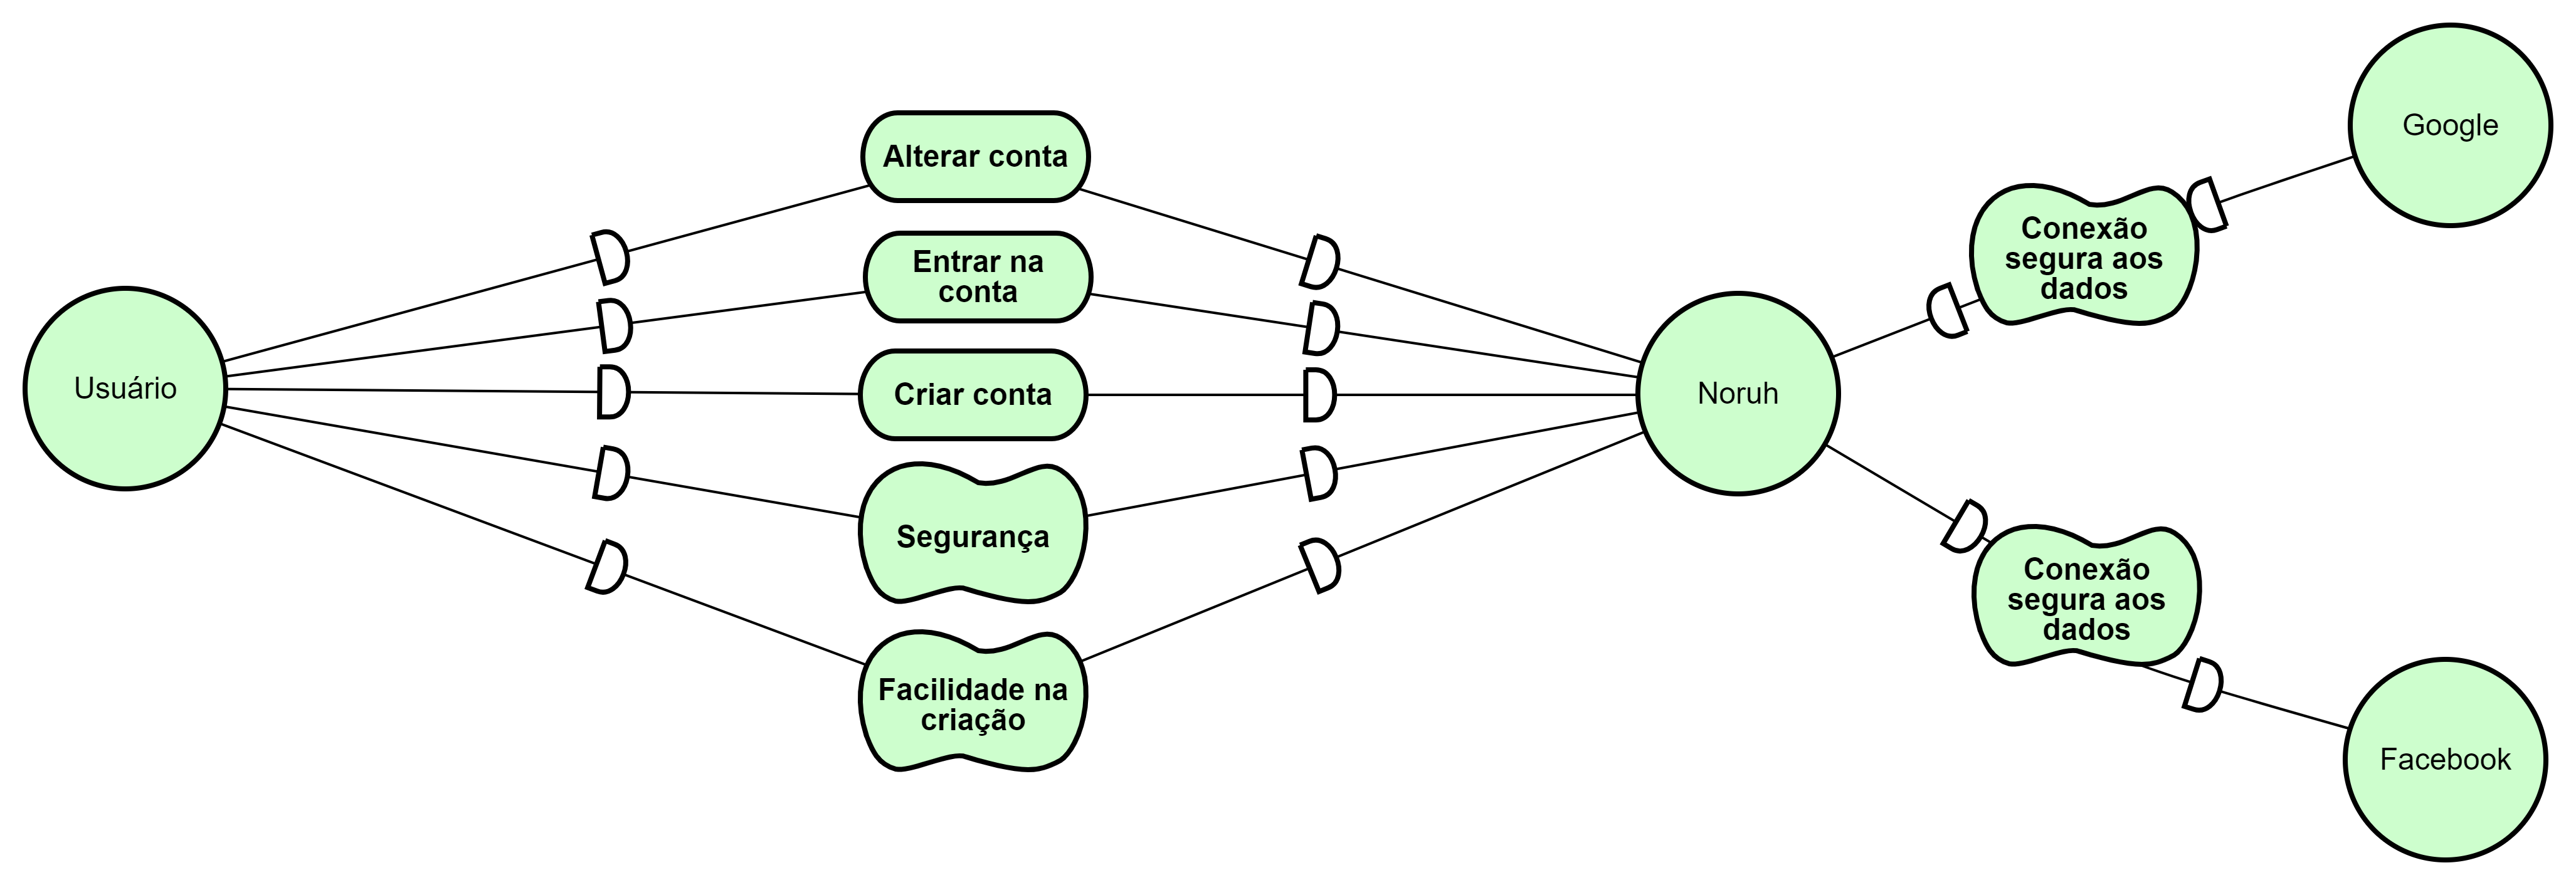 Usuário
Alterar conta
Entrar na
conta
Criar conta
Segurança
Facilidade na
criação
Noruh
Conexão
segura aos
dados
Google
Conexão
segura aos
dados
Facebook